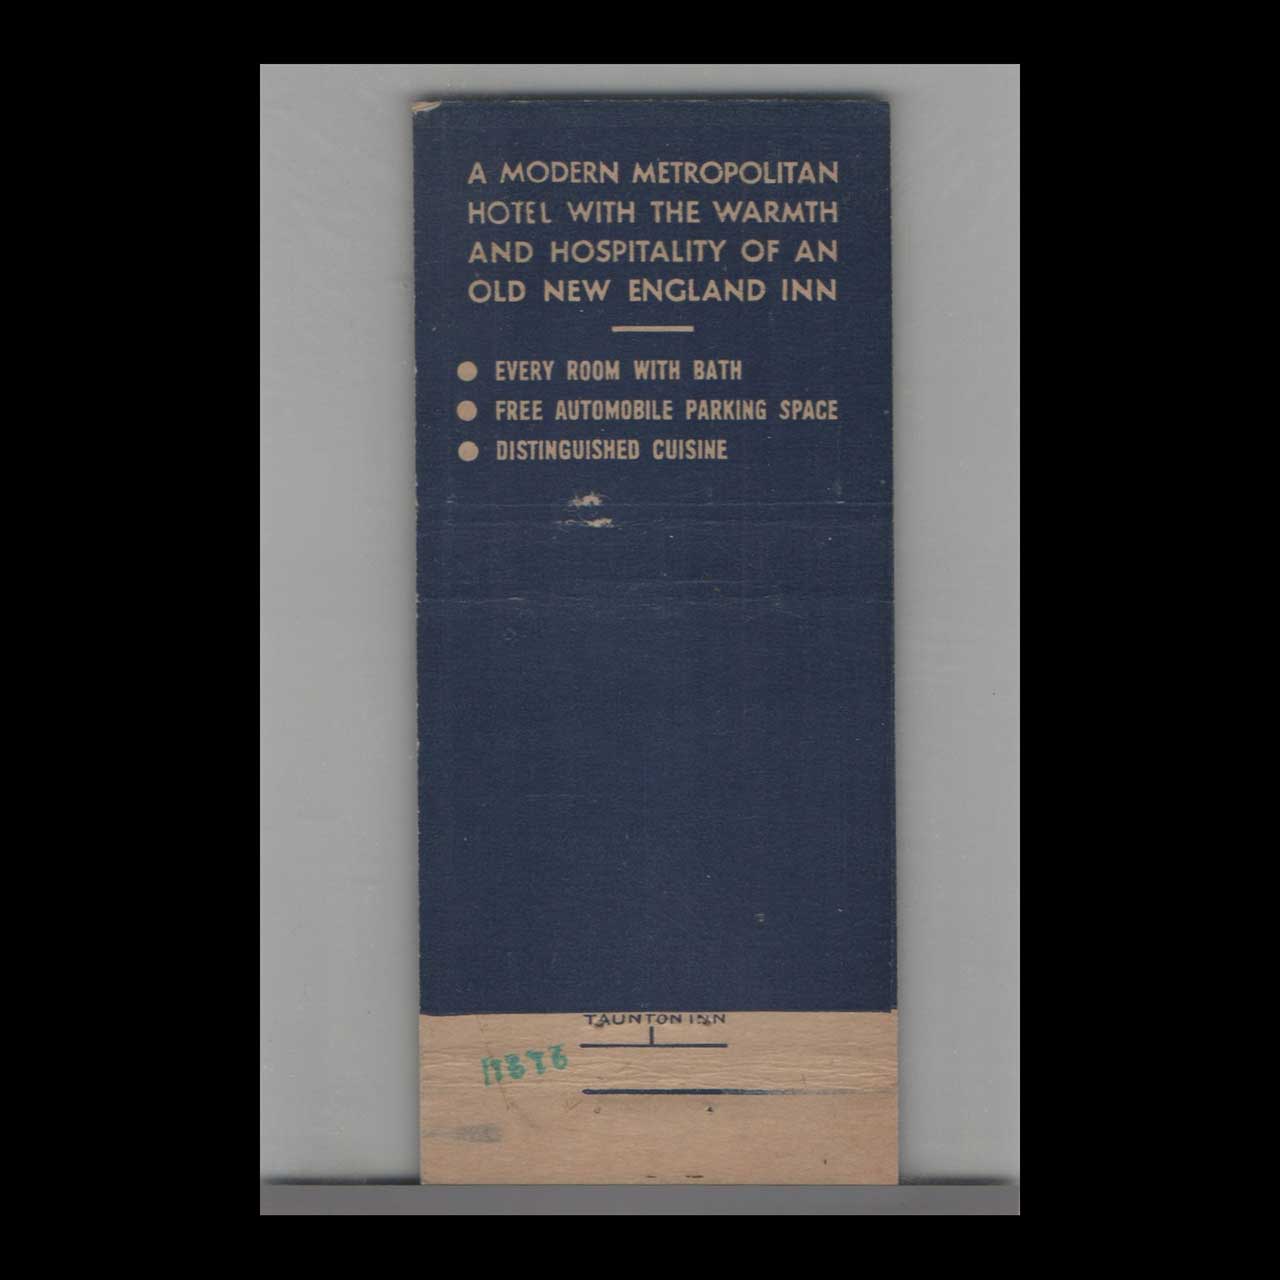 A MODERN METROPOLITAN
HOTEL WITH THE WARMTH
AND HOSPITALITY OF AN
OLD NEW ENGLAND INN
● EVERY ROOM WITH BATH
● FREE AUTOMOBILE PARKING SPACE
● DISTINGUISHED CUISINE
TAUNTON INN